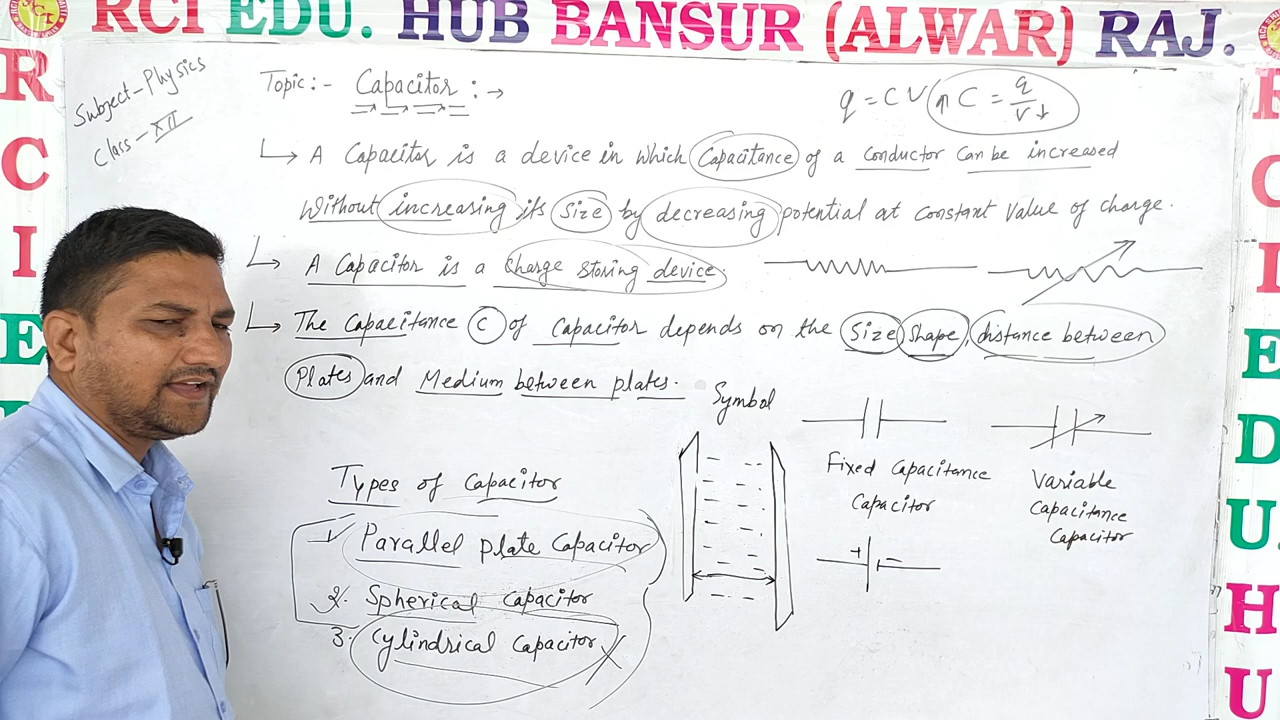 RCI EDU. HUB BANSUR (ALWAR) RAJ.
R
C
I
E
Subject-Physics
Class-XII
Topic:- Capacitor :→
q = CV ↑ C = q/V↓
↳ A Capacitor is a device in which Capacitance of a Conductor Can be increased
Without increasing its Size by decreasing potential at Constant Value of charge.
↳ A Capacitor is a Charge Storing device.
↳ The Capacitance C of Capacitor depends on the Size, Shape, distance between
Plates and Medium between plates.
Symbol
Fixed Capacitance
Capacitor
Variable
Capacitance
Capacitor
+ -
Types of Capacitor
1. Parallel plate Capacitor
2. Spherical Capacitor
3. Cylindrical Capacitor
R
C
I
E
D
U.
H
U